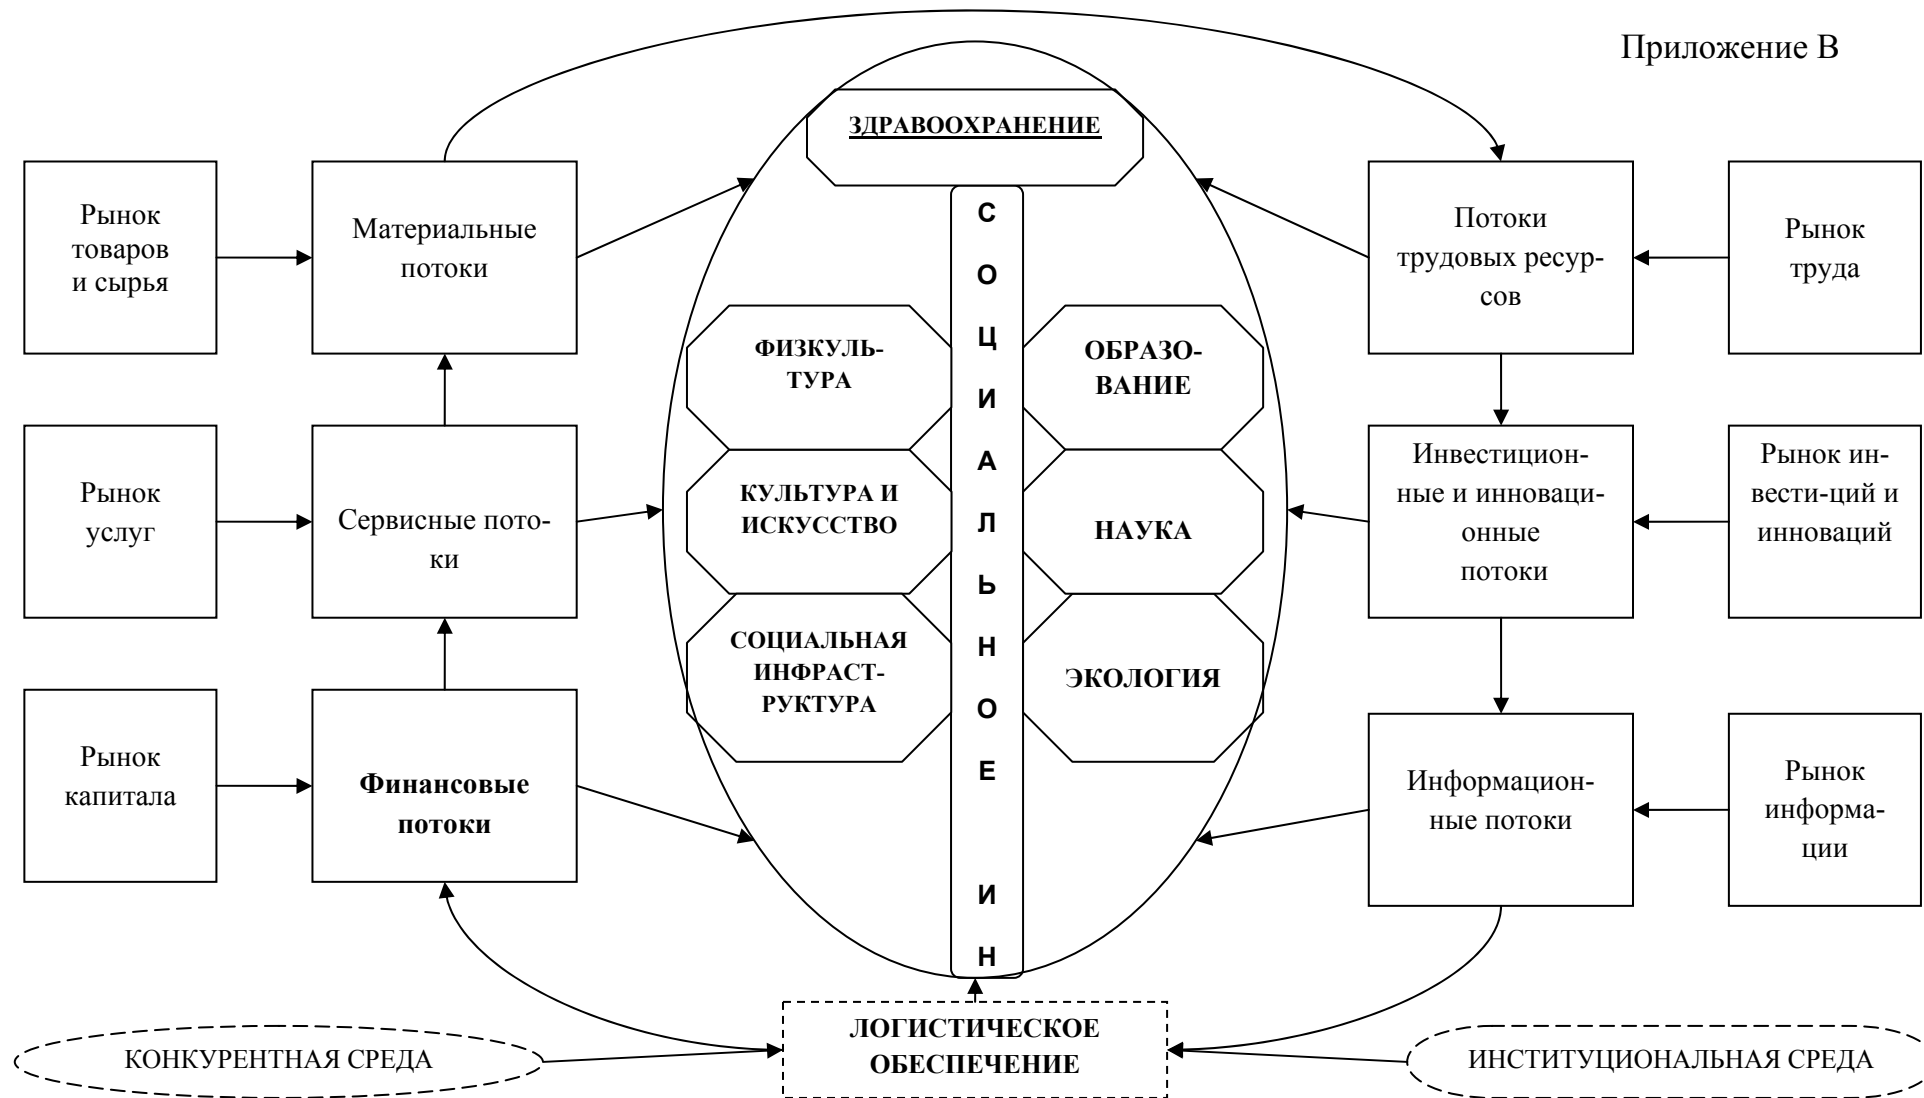 Приложение В
ЗДРАВООХРАНЕНИЕ
Рынок
товаров
и сырья
Материальные
потоки
Потоки
трудовых ресур-
сов
Рынок
труда
ФИЗКУЛЬ-
ТУРА
ОБРАЗО-
ВАНИЕ
Рынок
услуг
Сервисные пото-
ки
КУЛЬТУРА И
ИСКУССТВО
НАУКА
Инвестицион-
ные и инноваци-
онные
потоки
Рынок ин-
вести-ций и
инноваций
СОЦИАЛЬНАЯ
ИНФРАСТ-
РУКТУРА
ЭКОЛОГИЯ
Рынок
капитала
Финансовые
потоки
Информацион-
ные потоки
Рынок
информа-
ции
С
О
Ц
И
А
Л
Ь
Н
О
Е
И
Н
КОНКУРЕНТНАЯ СРЕДА
ЛОГИСТИЧЕСКОЕ
ОБЕСПЕЧЕНИЕ
ИНСТИТУЦИОНАЛЬНАЯ СРЕДА